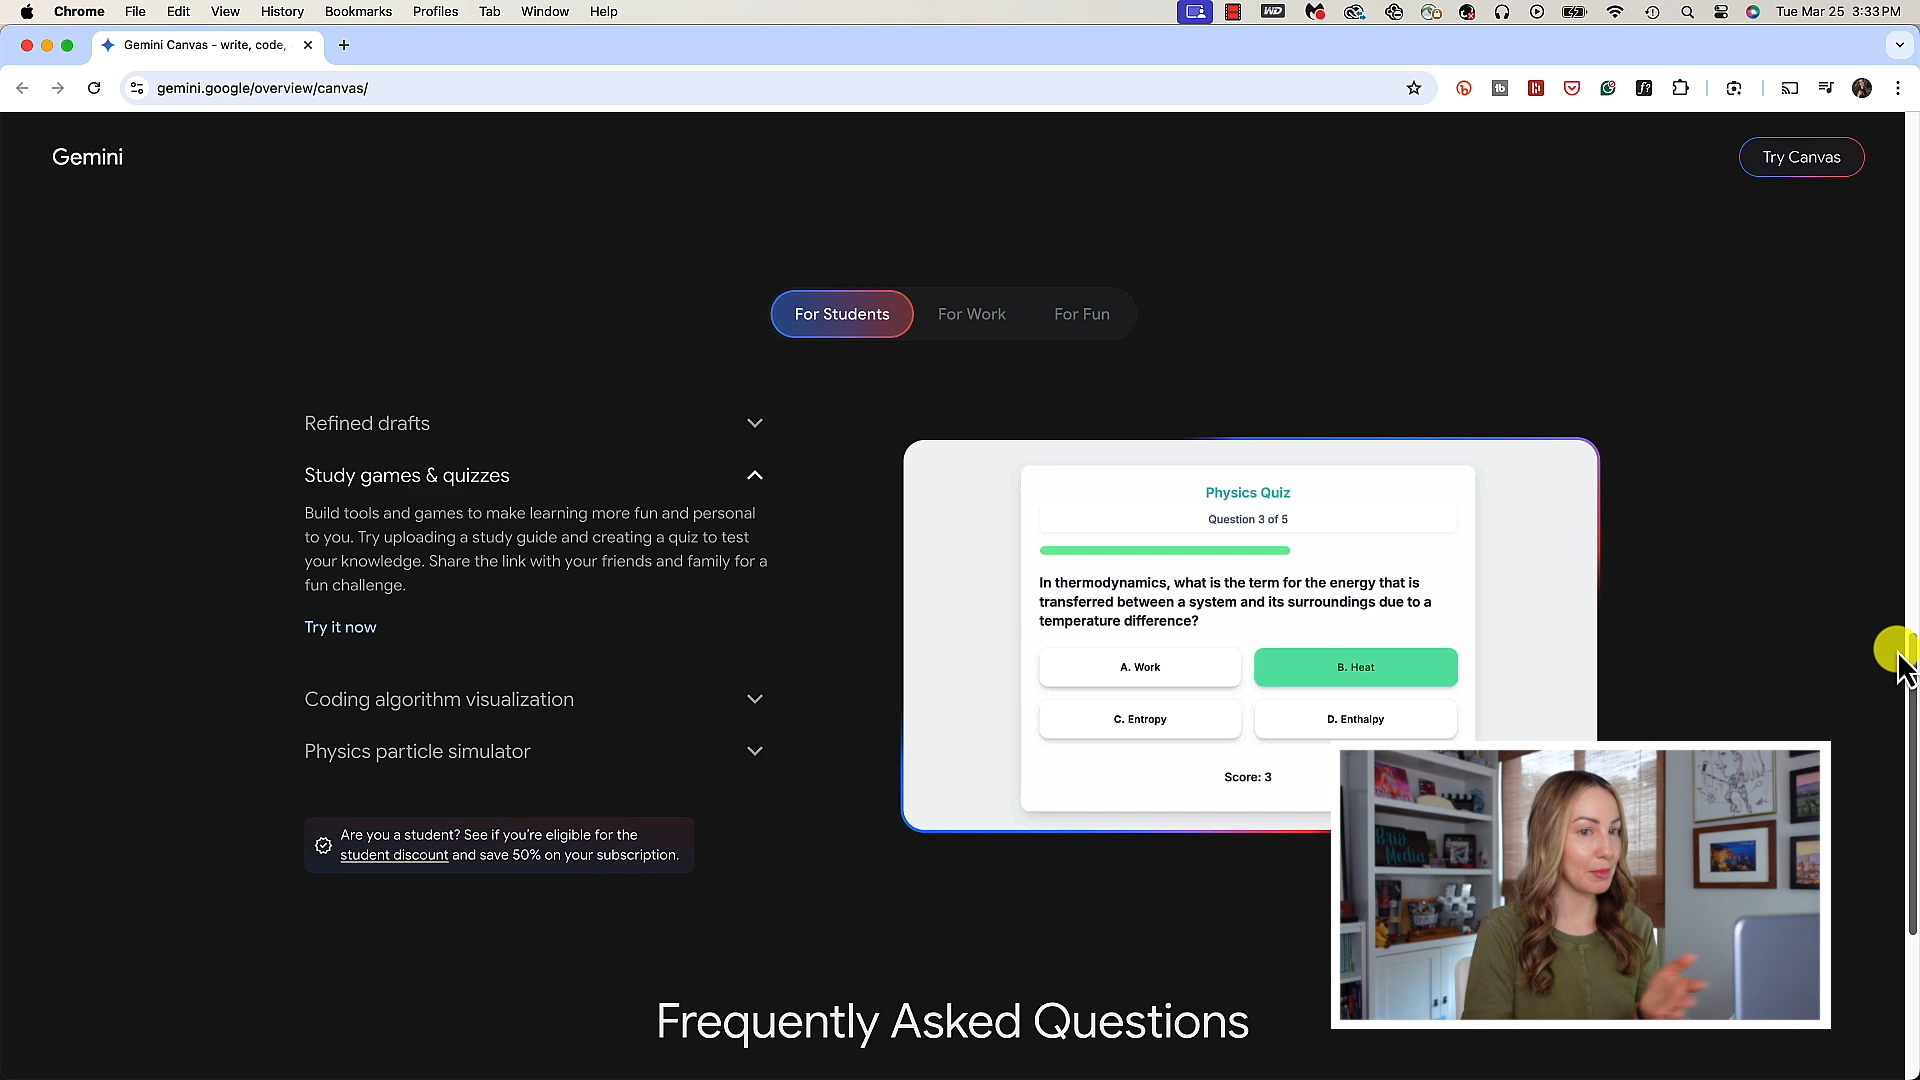 Chrome File Edit View History Bookmarks Profiles Tab Window Help
WD
Tue Mar 25 3:33 PM
Gemini Canvas - write, code,
gemini.google/overview/canvas/
tb
f?
Gemini
Try Canvas
For Students
For Work
For Fun
Refined drafts
Study games & quizzes
Build tools and games to make learning more fun and personal
to you. Try uploading a study guide and creating a quiz to test
your knowledge. Share the link with your friends and family for a
fun challenge.
Try it now
Coding algorithm visualization
Physics particle simulator
Are you a student? See if you're eligible for the
student discount and save 50% on your subscription.
Physics Quiz
Question 3 of 5
In thermodynamics, what is the term for the energy that is
transferred between a system and its surroundings due to a
temperature difference?
A. Work
B. Heat
C. Entropy
D. Enthalpy
Score: 3
Brio
Media
Frequently Asked Questions